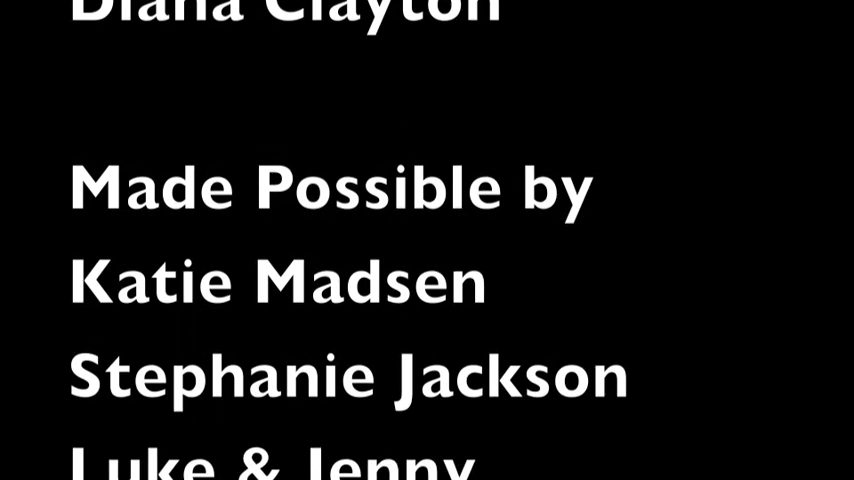 Diana Clayton
Made Possible by
Katie Madsen
Stephanie Jackson
Luke & Jenny